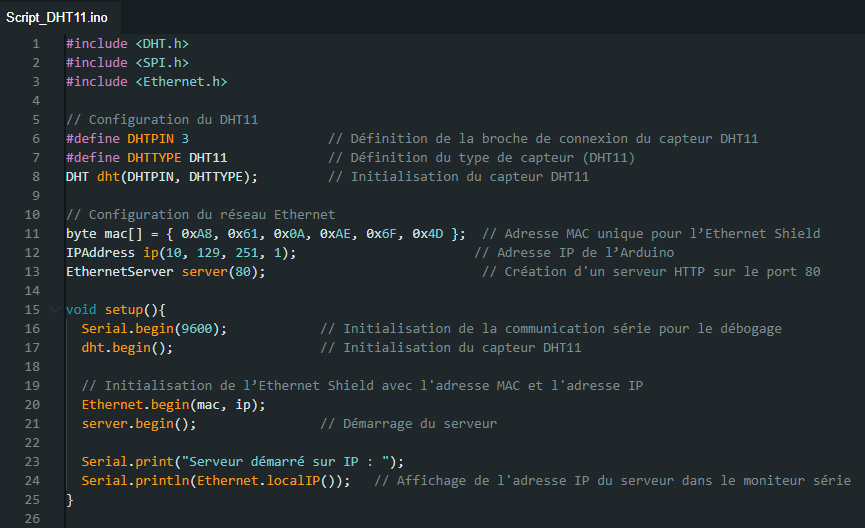 Script_DHT11.ino
1 #include <DHT.h>
2 #include <SPI.h>
3 #include <Ethernet.h>
4
5 // Configuration du DHT11
6 #define DHTPIN 3 // Définition de la broche de connexion du capteur DHT11
7 #define DHTTYPE DHT11 // Définition du type de capteur (DHT11)
8 DHT dht(DHTPIN, DHTTYPE); // Initialisation du capteur DHT11
9
10 // Configuration du réseau Ethernet
11 byte mac[] = { 0xA8, 0x61, 0x0A, 0xAE, 0x6F, 0x4D }; // Adresse MAC unique pour l’Ethernet Shield
12 IPAddress ip(10, 129, 251, 1); // Adresse IP de l’Arduino
13 EthernetServer server(80); // Création d'un serveur HTTP sur le port 80
14
15 void setup(){
16 Serial.begin(9600); // Initialisation de la communication série pour le débogage
17 dht.begin(); // Initialisation du capteur DHT11
18
19 // Initialisation de l’Ethernet Shield avec l'adresse MAC et l'adresse IP
20 Ethernet.begin(mac, ip);
21 server.begin(); // Démarrage du serveur
22
23 Serial.print("Serveur démarré sur IP : ");
24 Serial.println(Ethernet.localIP()); // Affichage de l'adresse IP du serveur dans le moniteur série
25 }
26